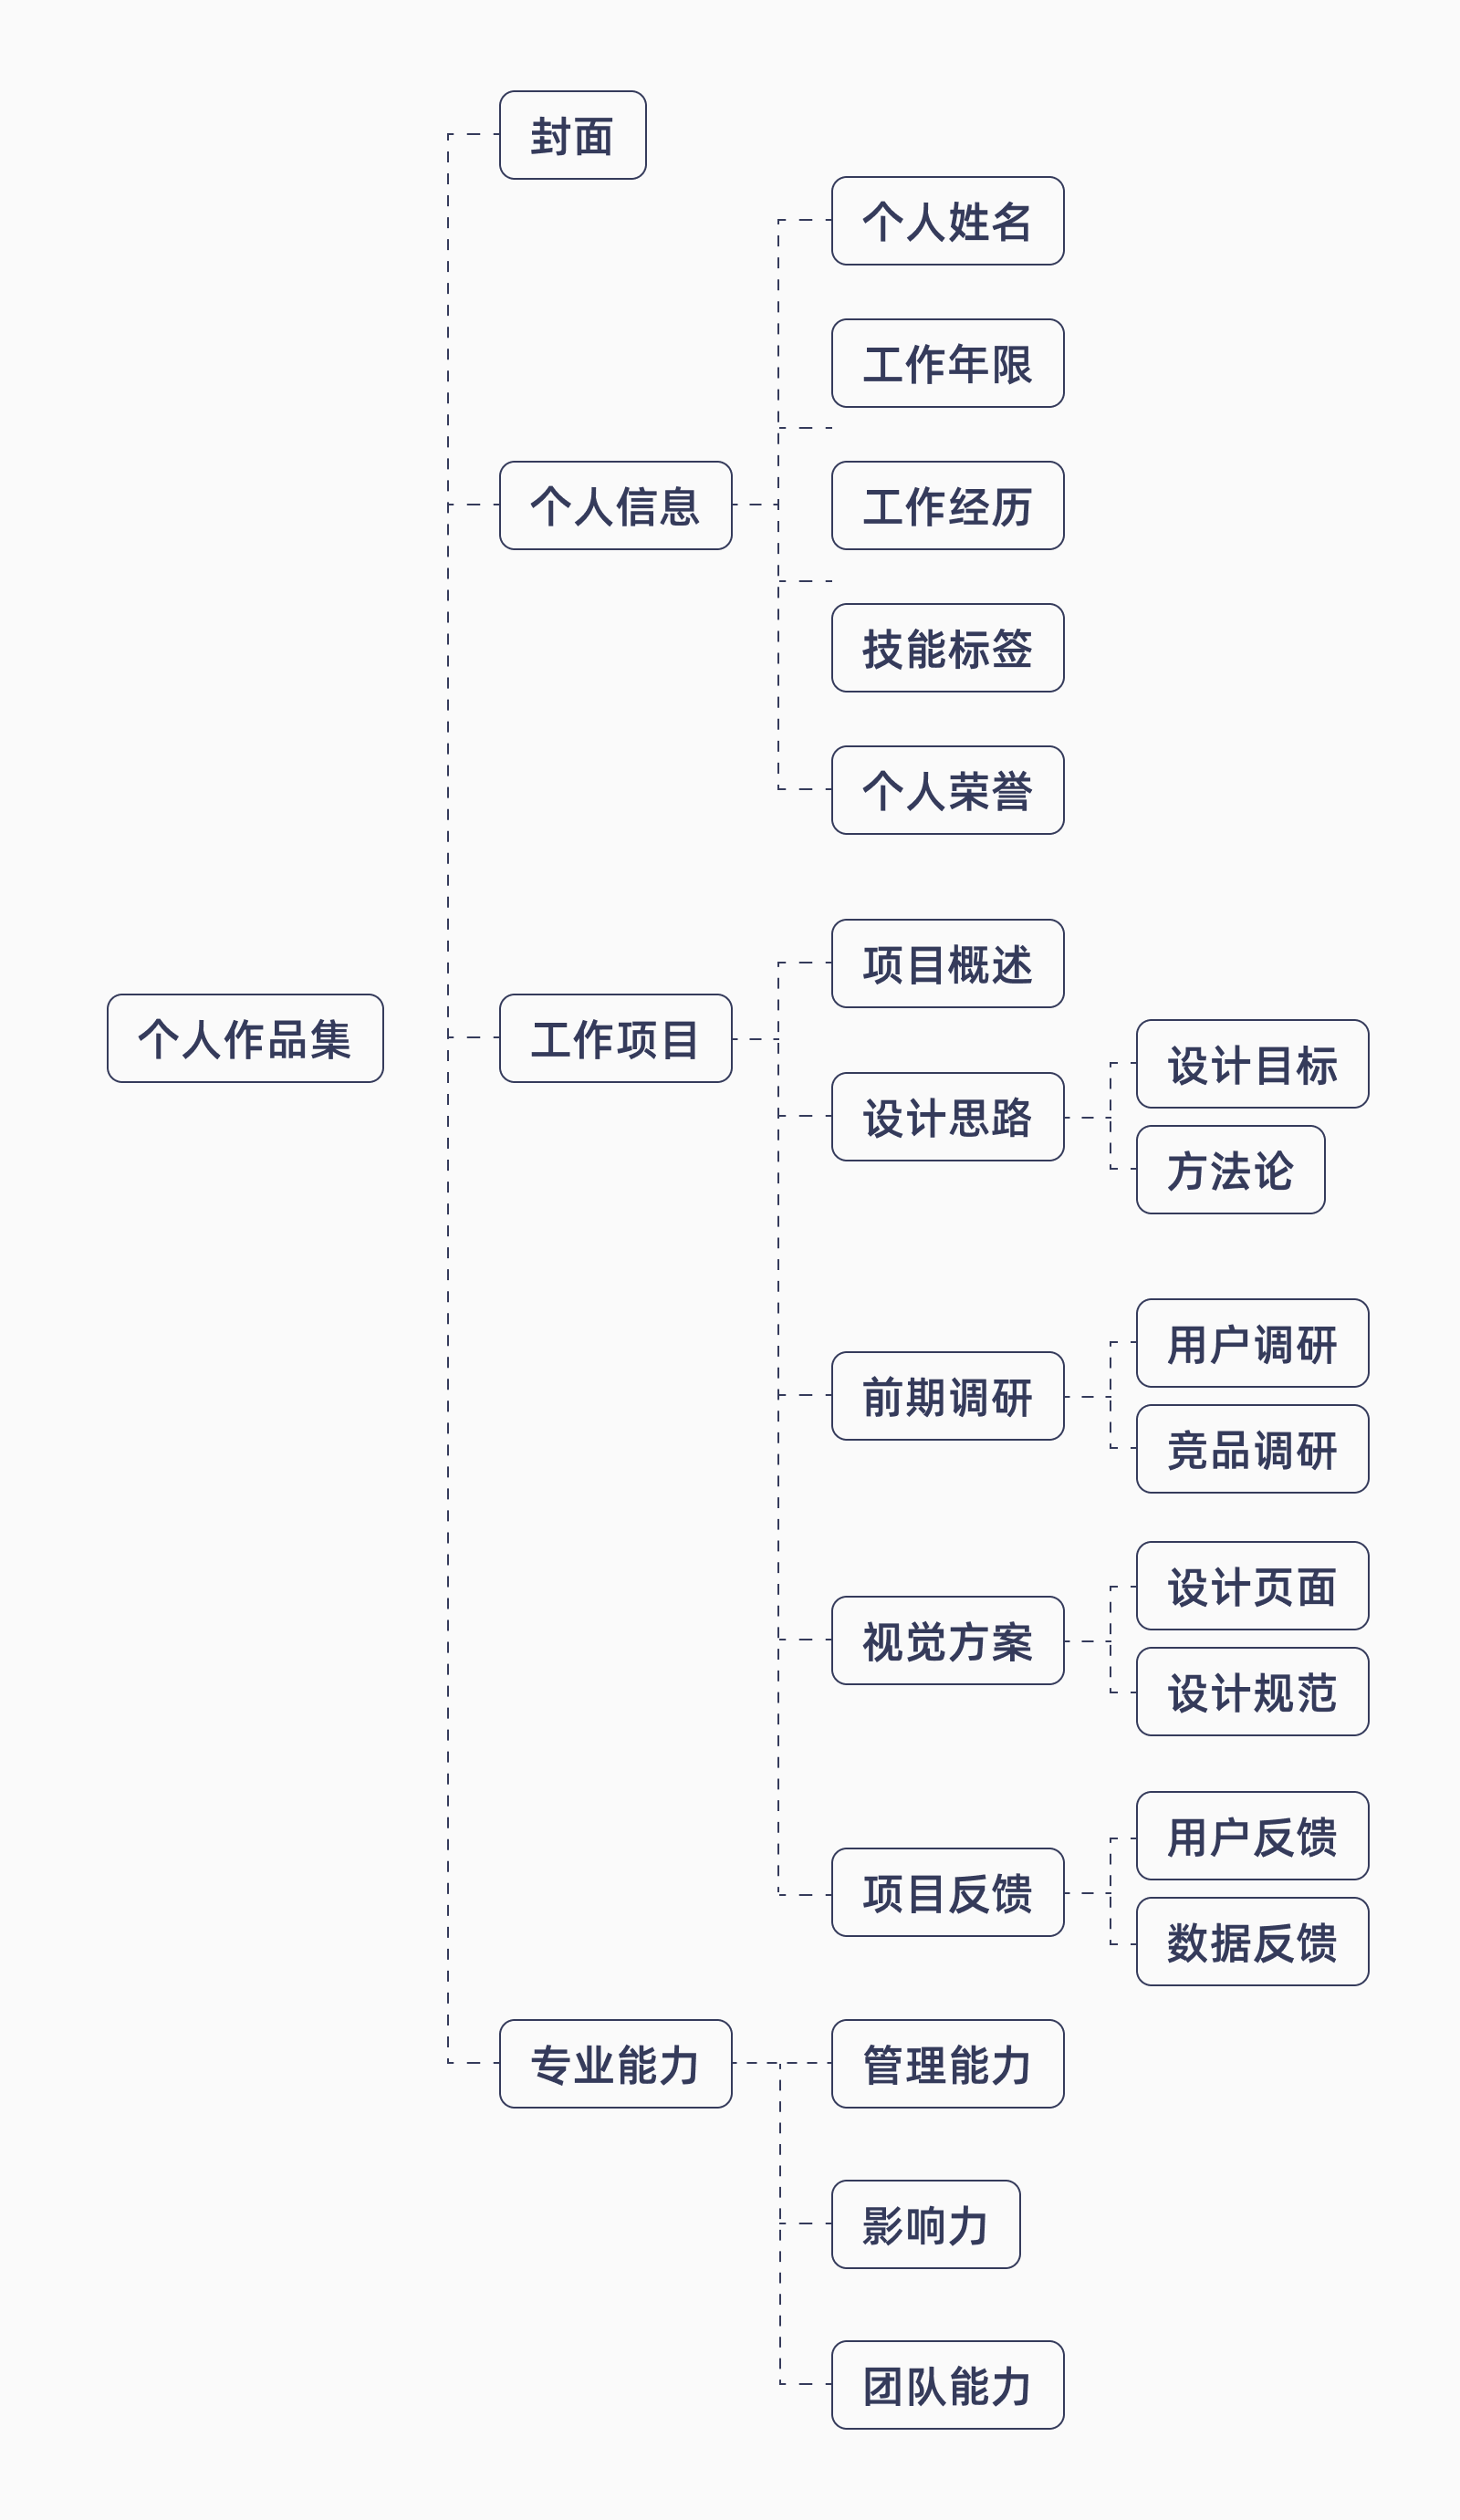 个人作品集
封面
个人信息
个人姓名
工作年限
工作经历
技能标签
个人荣誉
工作项目
项目概述
设计思路
设计目标
方法论
前期调研
用户调研
竞品调研
视觉方案
设计页面
设计规范
项目反馈
用户反馈
数据反馈
专业能力
管理能力
影响力
团队能力